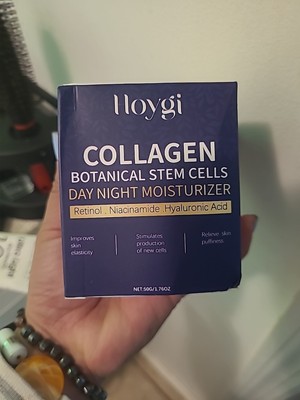 Hoygi
COLLAGEN
BOTANICAL STEM CELLS
DAY NIGHT MOISTURIZER
Retinol . Niacinamide .Hyaluronic Acid
Improves
skin
elasticity
Stimulates
production
of new cells
Relieve skin
puffiness
NET.50G/1.76OZ